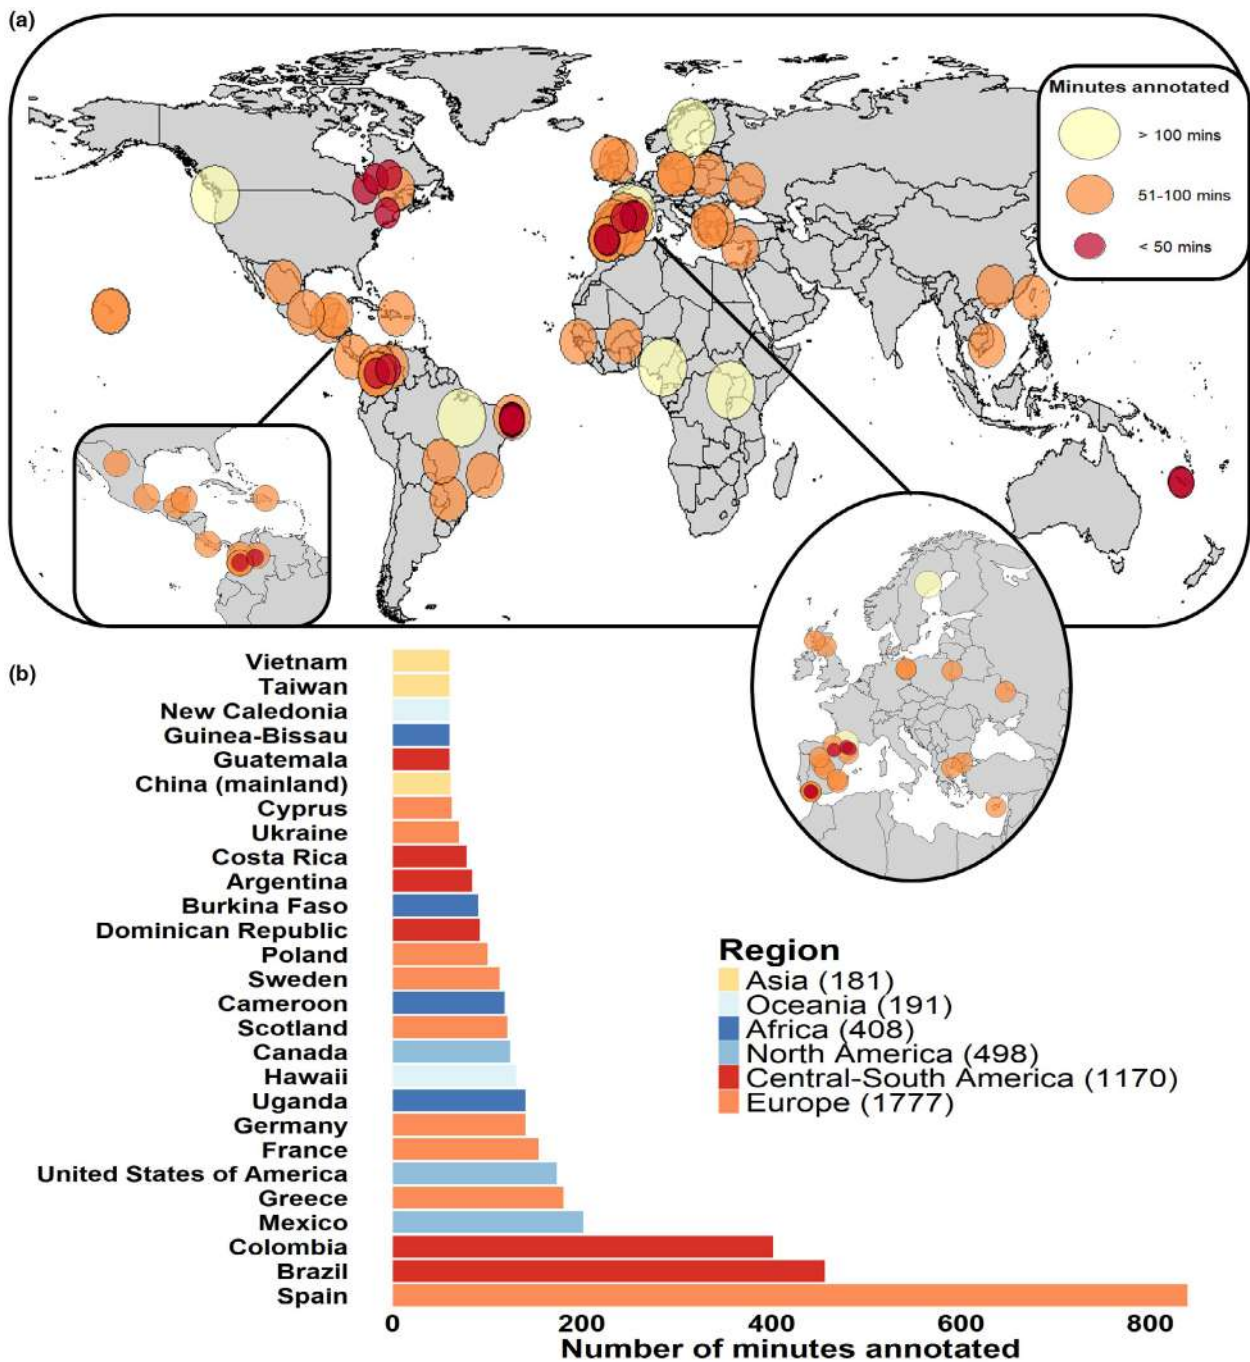 (a)
Minutes annotated
> 100 mins
51-100 mins
< 50 mins
(b)
Vietnam
Taiwan
New Caledonia
Guinea-Bissau
Guatemala
China (mainland)
Cyprus
Ukraine
Costa Rica
Argentina
Burkina Faso
Dominican Republic
Poland
Sweden
Cameroon
Scotland
Canada
Hawaii
Uganda
Germany
France
United States of America
Greece
Mexico
Colombia
Brazil
Spain
Region
Asia (181)
Oceania (191)
Africa (408)
North America (498)
Central-South America (1170)
Europe (1777)
0 200 400 600 800
Number of minutes annotated